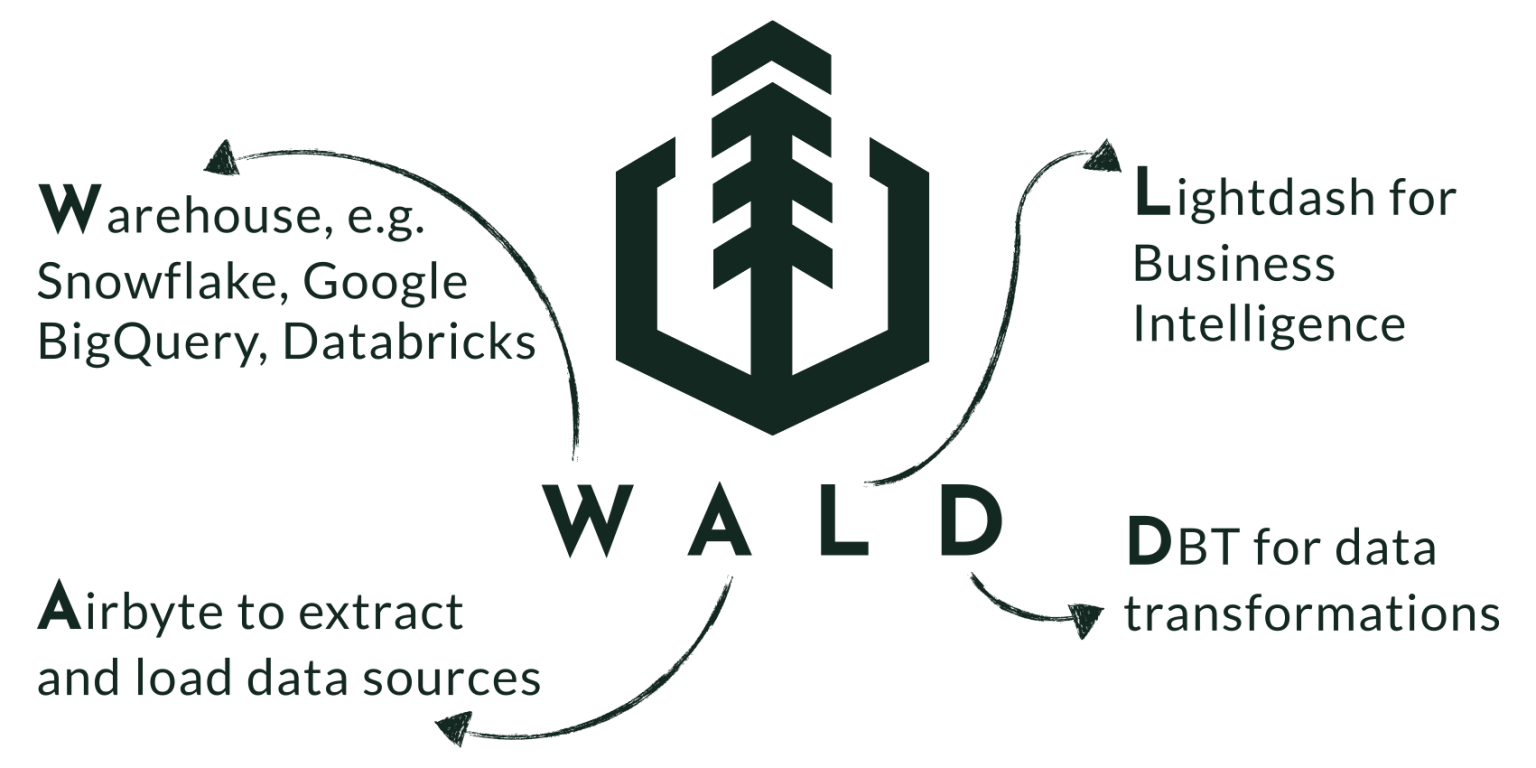 Warehouse, e.g.
Snowflake, Google
BigQuery, Databricks
Lightdash for
Business
Intelligence
W A L D
Airbyte to extract
and load data sources
DBT for data
transformations